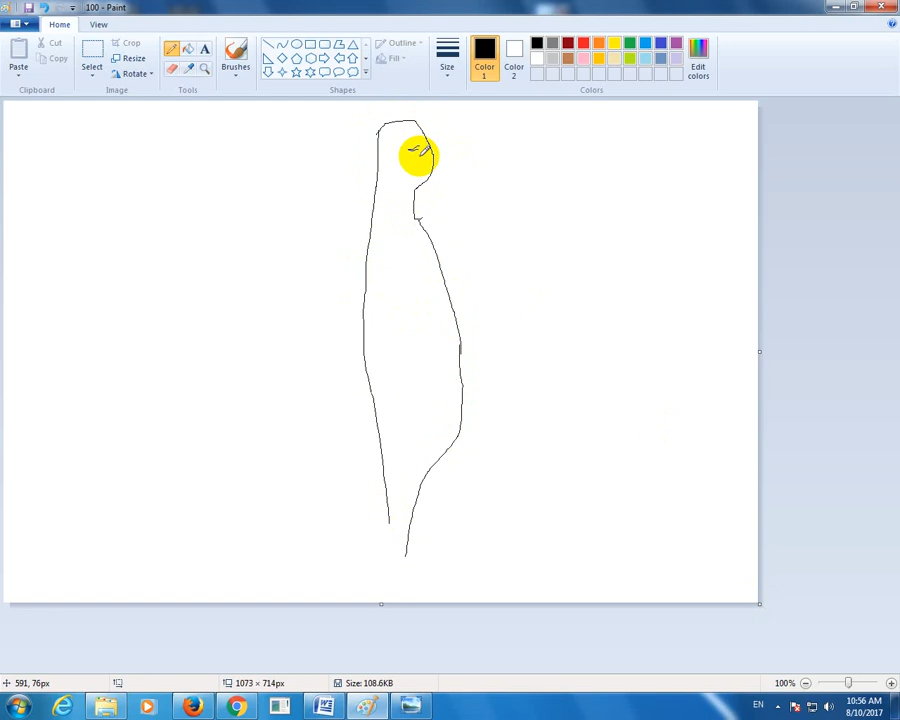 100 - Paint
Home
View
Paste
Cut
Copy
Clipboard
Select
Crop
Resize
Rotate
Image
A
Tools
Brushes
Outline
Fill
Shapes
Size
Color
1
Color
2
Edit
colors
Colors
591, 76px
1073 × 714px
Size: 108.6KB
100%
EN
10:56 AM
8/10/2017